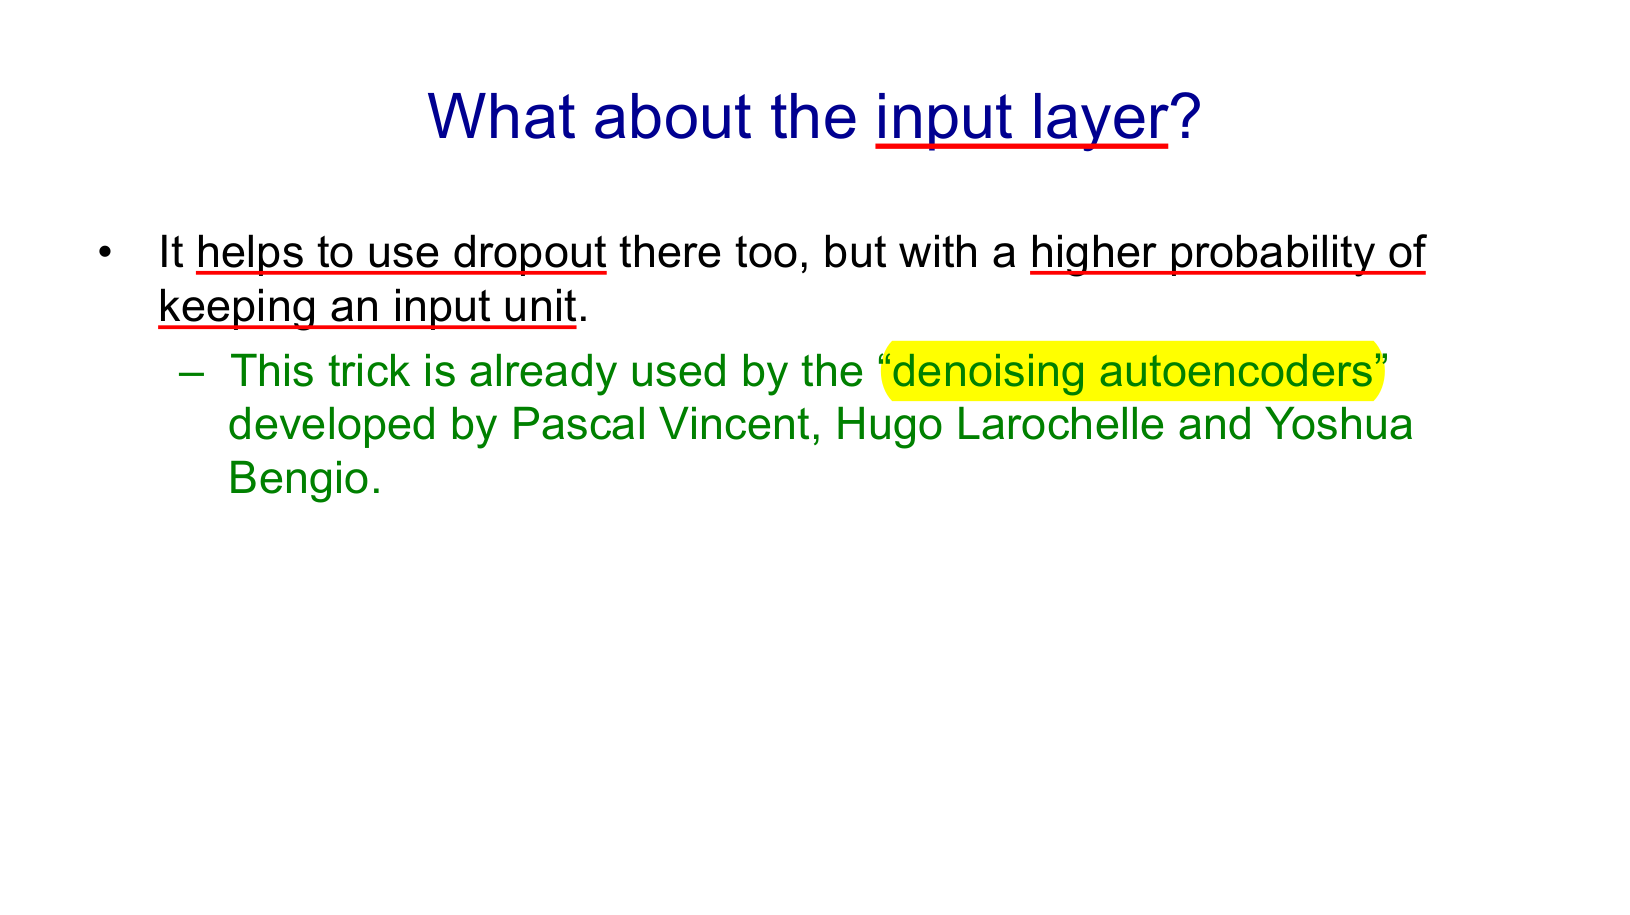 What about the input layer?
• It helps to use dropout there too, but with a higher probability of
keeping an input unit.
– This trick is already used by the “denoising autoencoders”
developed by Pascal Vincent, Hugo Larochelle and Yoshua
Bengio.